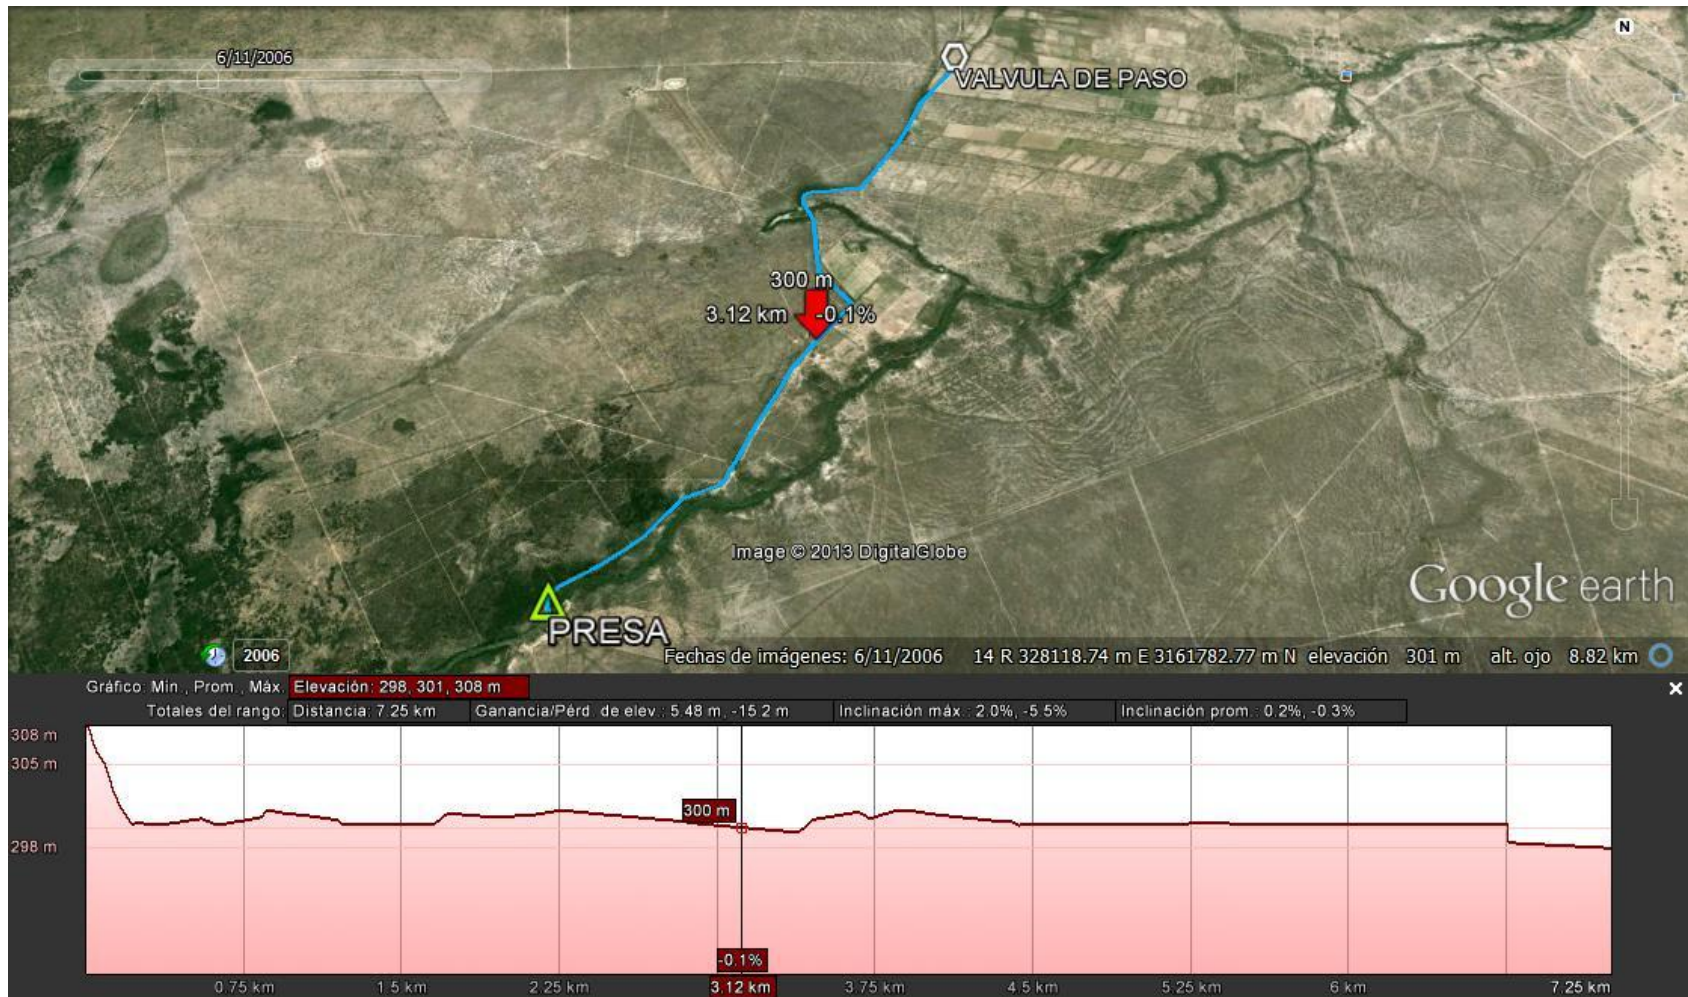 6/11/2006
N
VALVULA DE PASO
300 m
3.12 km -0.1%
Image © 2013 DigitalGlobe
Google earth
PRESA
2006
Fechas de imágenes: 6/11/2006 14 R 328118.74 m E 3161782.77 m N elevación 301 m alt. ojo 8.82 km
Gráfico: Mín., Prom., Máx. Elevación: 298, 301, 308 m
Totales del rango: Distancia: 7.25 km Ganancia/Pérd. de elev.: 5.48 m, -15.2 m Inclinación máx.: 2.0%, -5.5% Inclinación prom.: 0.2%, -0.3%
308 m
305 m
300 m
298 m
-0.1%
0.75 km 1.5 km 2.25 km 3.12 km 3.75 km 4.5 km 5.25 km 6 km 7.25 km